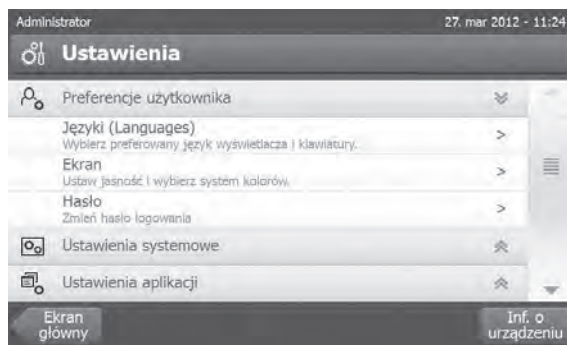 Administrator
27. mar 2012 - 11:24
Ustawienia
Preferencje użytkownika
Języki (Languages)
Wybierz preferowany język wyświetlacza i klawiatury.
Ekran
Ustaw jasność i wybierz system kolorów.
Hasło
Zmień hasło logowania
Ustawienia systemowe
Ustawienia aplikacji
Ekran
główny
Inf. o
urządzeniu